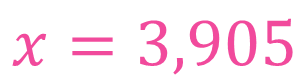 x = 3,905